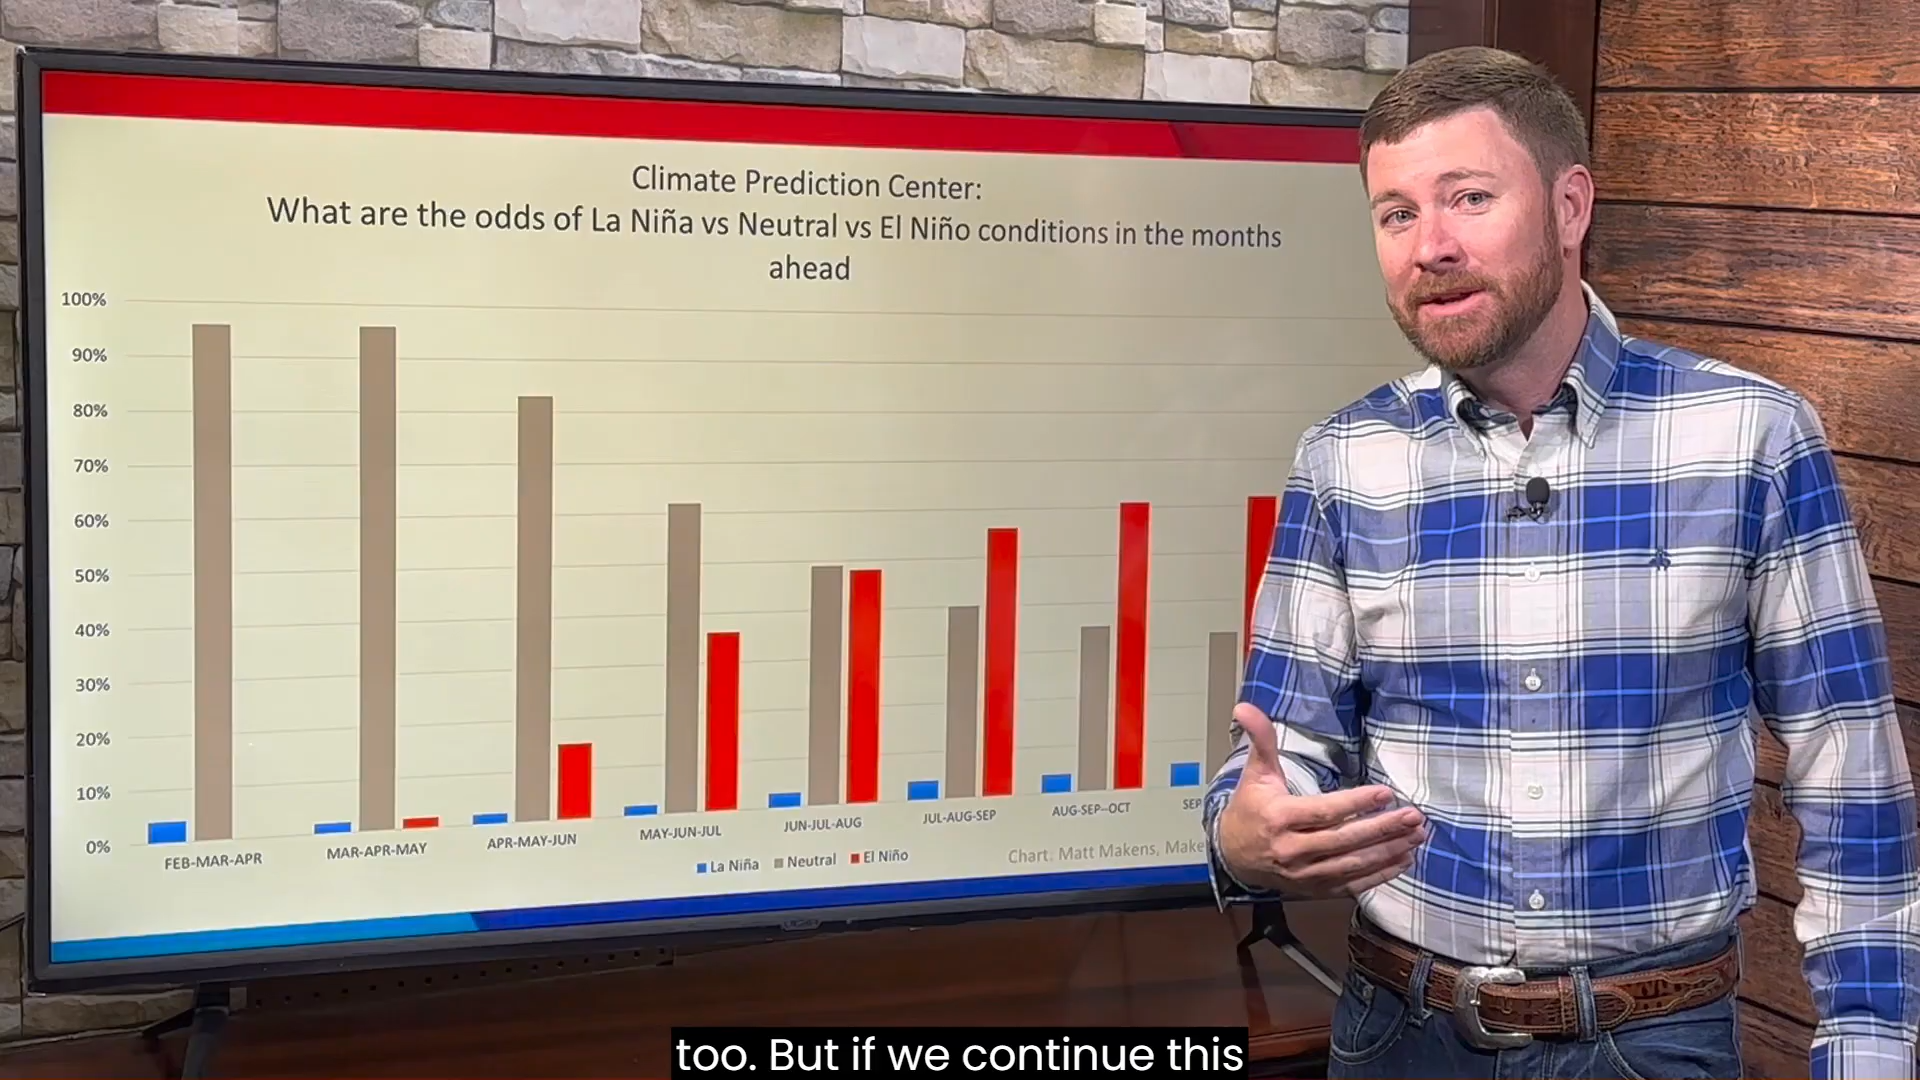 Climate Prediction Center:
What are the odds of La Niña vs Neutral vs El Niño conditions in the months
ahead
100%
90%
80%
70%
60%
50%
40%
30%
20%
10%
0%
FEB-MAR-APR
MAR-APR-MAY
APR-MAY-JUN
MAY-JUN-JUL
JUN-JUL-AUG
JUL-AUG-SEP
AUG-SEP--OCT
SEP
La Niña
Neutral
El Niño
Chart: Matt Makens, Make
too. But if we continue this